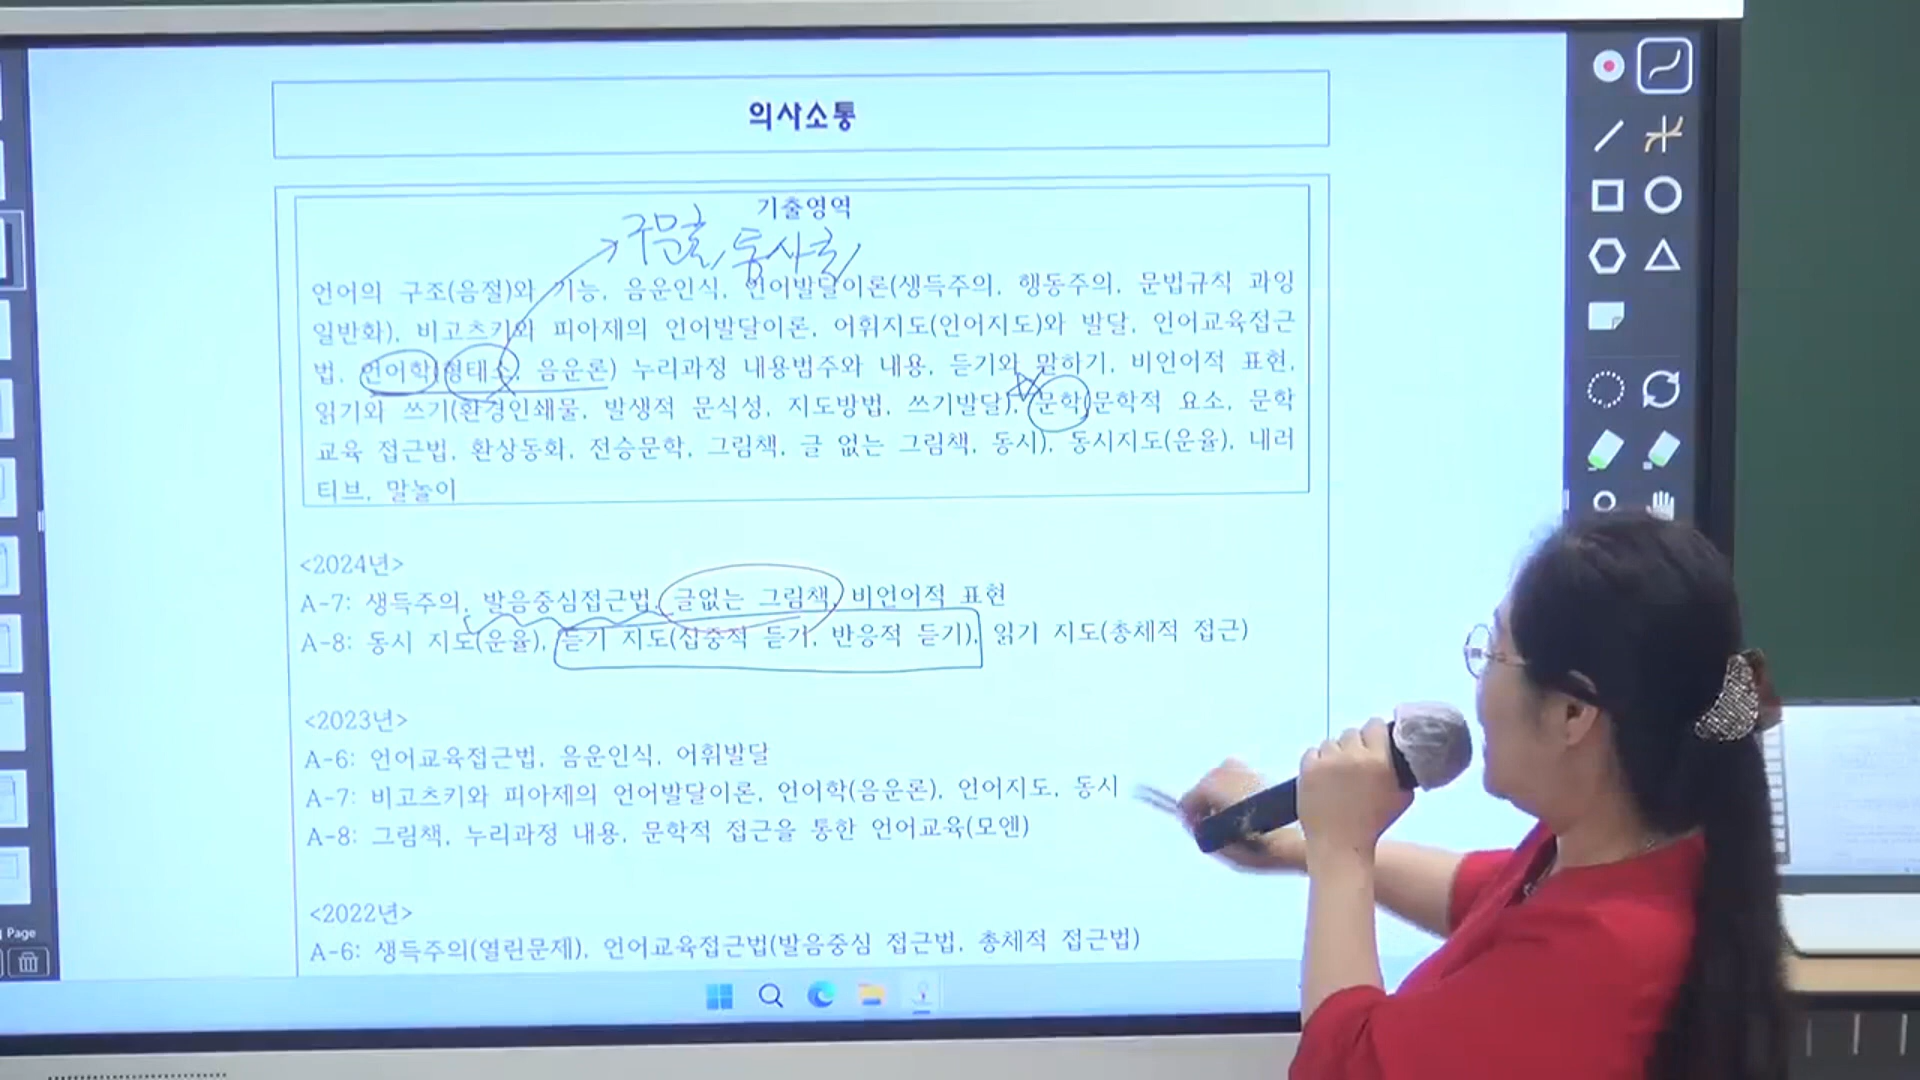 의사소통
기출영역
구문론, 통사론,
언어의 구조(음절)와 기능, 음운인식, 언어발달이론(생득주의, 행동주의, 문법규칙 과잉
일반화), 비고츠키와 피아제의 언어발달이론, 어휘지도(언어지도)와 발달, 언어교육접근
법, 언어학(형태소, 음운론) 누리과정 내용범주와 내용, 듣기와 말하기, 비언어적 표현,
읽기와 쓰기(환경인쇄물, 발생적 문식성, 지도방법, 쓰기발달), 문학(문학적 요소, 문학
교육 접근법, 환상동화, 전승문학, 그림책, 글 없는 그림책, 동시), 동시지도(운율), 내러
티브, 말놀이
<2024년>
A-7: 생득주의, 발음중심접근법, 글없는 그림책, 비언어적 표현
A-8: 동시 지도(운율), 듣기 지도(집중적 듣기, 반응적 듣기), 읽기 지도(총체적 접근)
<2023년>
A-6: 언어교육접근법, 음운인식, 어휘발달
A-7: 비고츠키와 피아제의 언어발달이론, 언어학(음운론), 언어지도, 동시
A-8: 그림책, 누리과정 내용, 문학적 접근을 통한 언어교육(모엔)
<2022년>
A-6: 생득주의(열린문제), 언어교육접근법(발음중심 접근법, 총체적 접근법)
Page